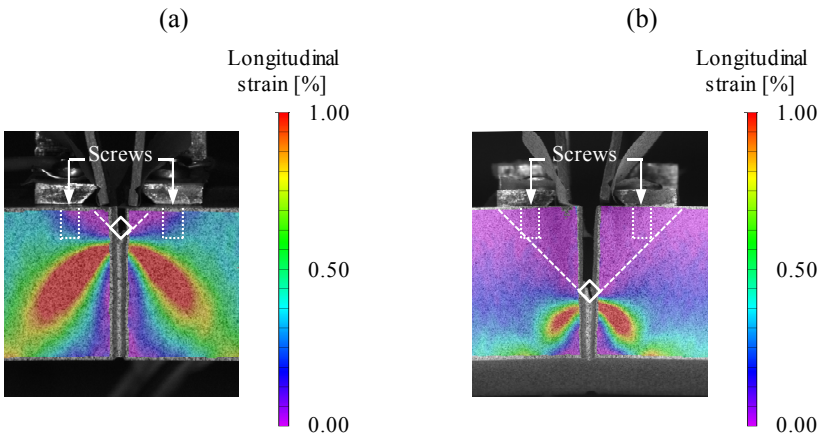 (a)
Longitudinal
strain [%]
1.00
0.50
0.00
Screws
(b)
Longitudinal
strain [%]
1.00
0.50
0.00
Screws